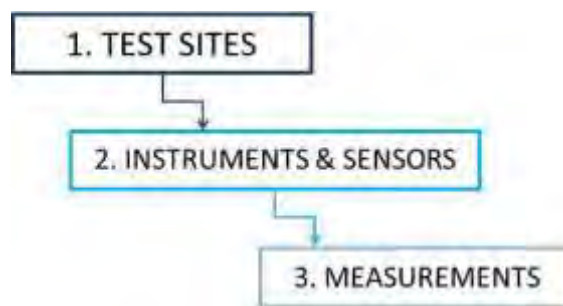 1. TEST SITES
2. INSTRUMENTS & SENSORS
3. MEASUREMENTS